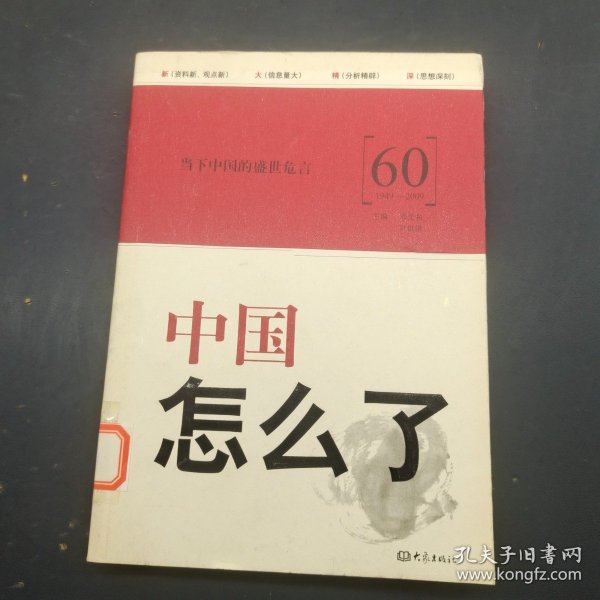 新（资料新、观点新） 大（信息量大） 精（分析精辟） 深（思想深刻）
当下中国的盛世危言
60
1949—2009
主编
中国
怎么了
大象出版社
孔夫子旧书网
www.kongfz.com